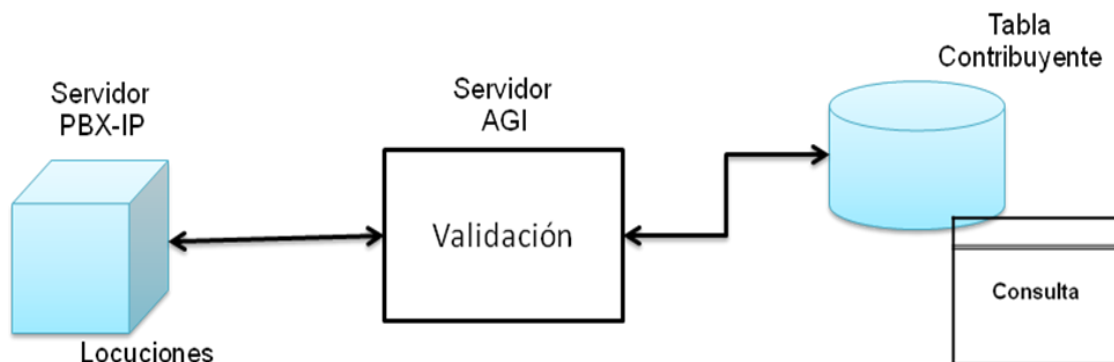 Servidor
PBX-IP
Locuciones
Servidor
AGI
Validación
Tabla
Contribuyente
Consulta